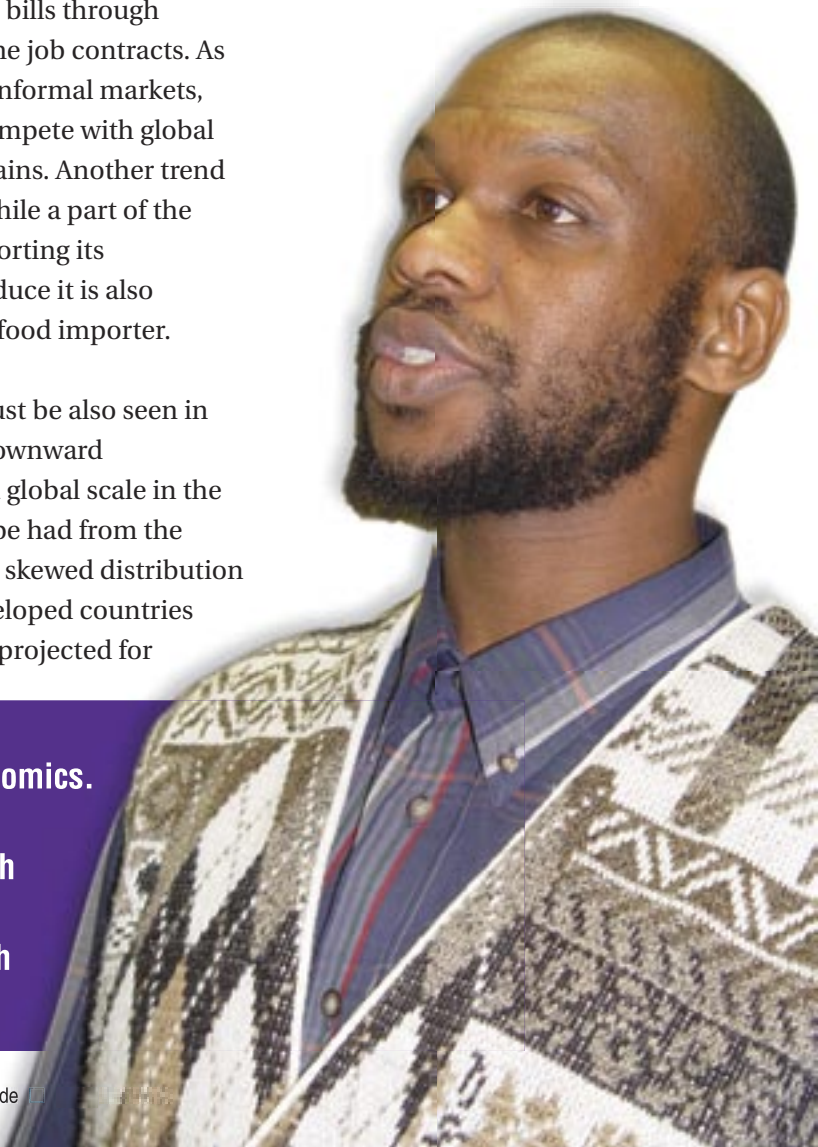 bills through
ne job contracts. As
nformal markets,
mpete with global
ains. Another trend
hile a part of the
orting its
duce it is also
food importer.
ust be also seen in
ownward
global scale in the
be had from the
skewed distribution
eloped countries
projected for
omics.
h
h
de